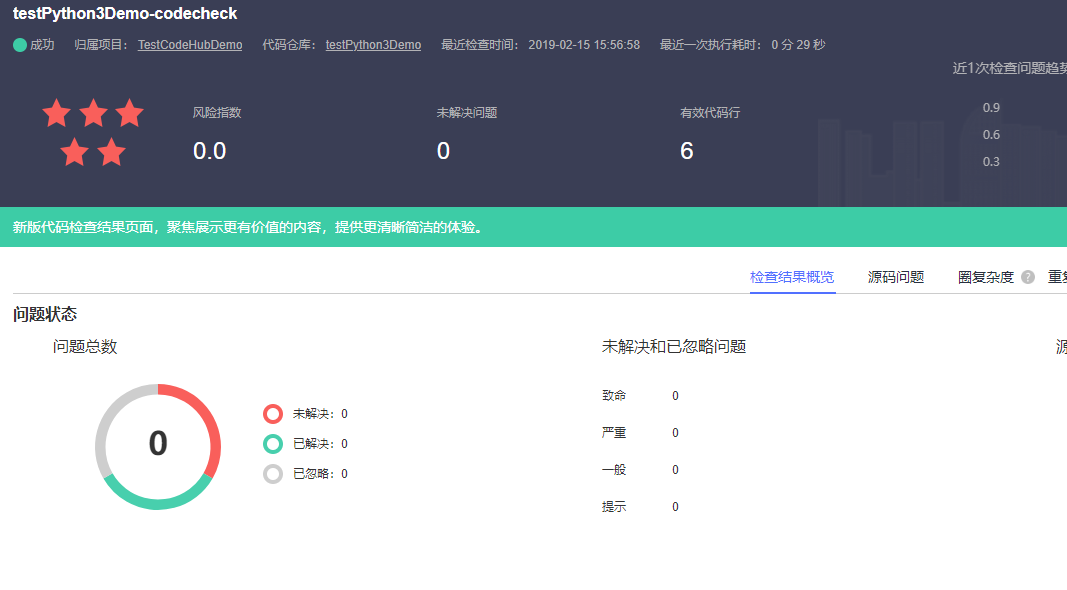 testPython3Demo-codecheck
成功 归属项目： TestCodeHubDemo 代码仓库： testPython3Demo 最近检查时间： 2019-02-15 15:56:58 最近一次执行耗时： 0 分 29 秒
近1次检查问题趋势
风险指数 未解决问题 有效代码行
0.0 0 6
0.9
0.6
0.3
新版代码检查结果页面，聚焦展示更有价值的内容，提供更清晰简洁的体验。
检查结果概览 源码问题 圈复杂度 ? 重复
问题状态
问题总数 未解决和已忽略问题 源
0
未解决：0
已解决：0
已忽略：0
致命 0
严重 0
一般 0
提示 0